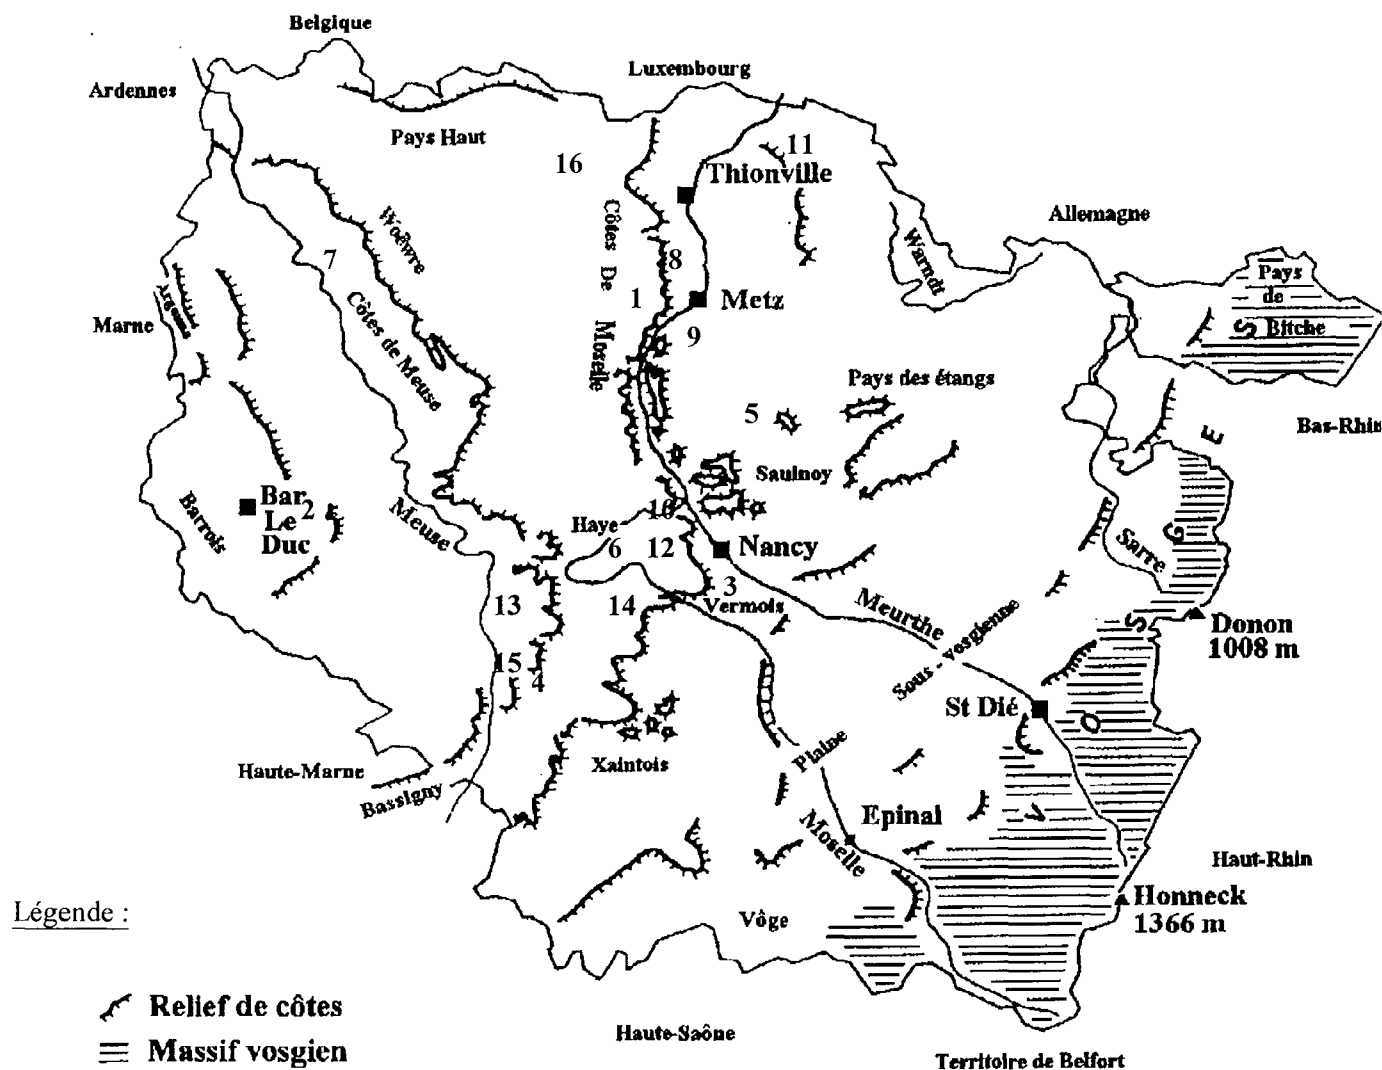 Belgique
Luxembourg
Ardennes
Pays Haut
11
16
Thionville
Allemagne
Woëvre
Côtes De Moselle
Warndt
7
8
Pays
de
Bitche
1
Metz
Marne
Argonne
9
Côtes de Meuse
Pays des étangs
5
Bas-Rhin
Saulnoy
Barrois
Bar
2
Le
Duc
Meuse
10
Haye
6
12
Nancy
Sarre
3
13
14
Vermois
Meurthe
Donon
1008 m
Sous-vosgienne
15
4
St Dié
Xaintois
Plaine
Haute-Marne
Bassigny
Epinal
Moselle
V O S G E S
Haut-Rhin
Honneck
1366 m
Vôge
Légende :
Relief de côtes
Haute-Saône
Massif vosgien
Territoire de Belfort